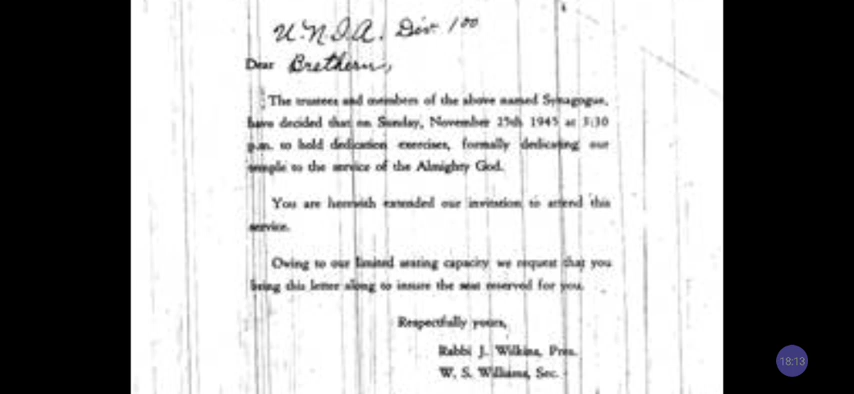 U.N.I.A. Div. 100
Dear Brethern,
The trustees and members of the above named Synagogue,
have decided that on Sunday, November 25th 1945 at 3:30
p.m. to hold dedication exercises, formally dedicating our
temple to the service of the Almighty God.
You are herewith extended our invitation to attend this
service.
Owing to our limited seating capacity we request that you
bring this letter along to insure the seat reserved for you.
Respectfully yours,
Rabbi J. Wilkins, Pres.
W. S. Williams, Sec.
18:13